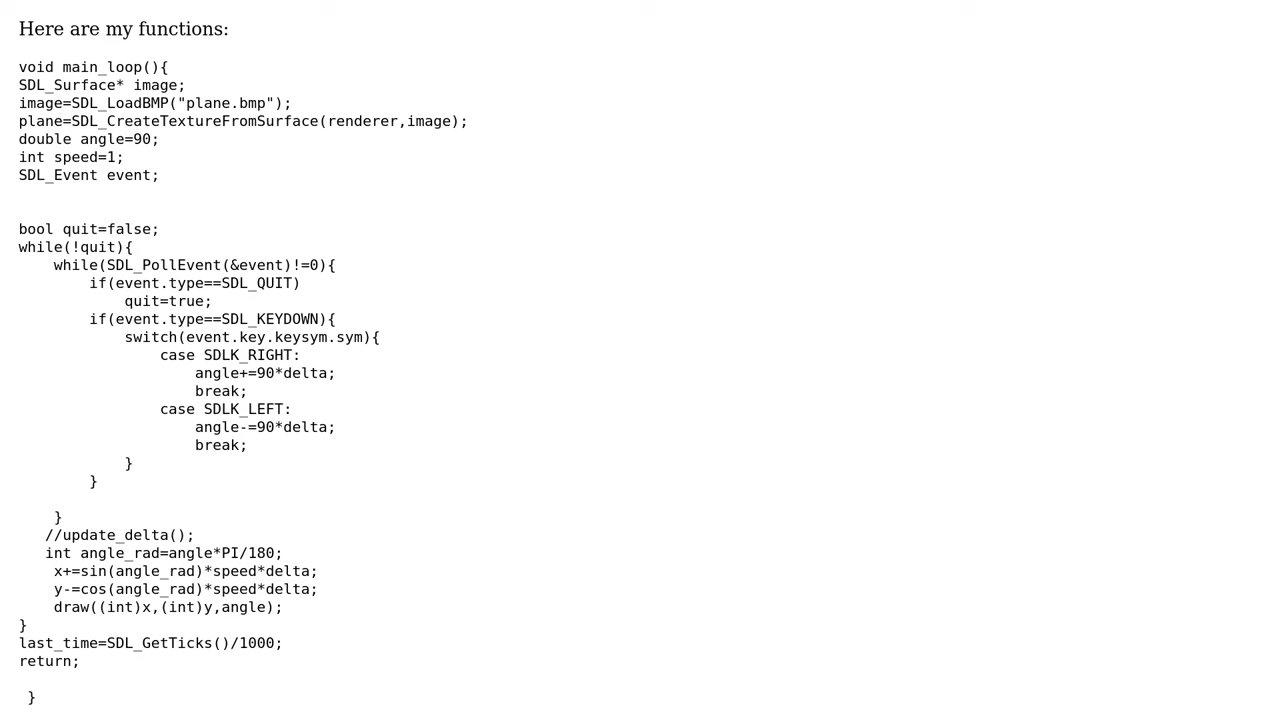 Here are my functions:
void main_loop(){
SDL_Surface* image;
image=SDL_LoadBMP("plane.bmp");
plane=SDL_CreateTextureFromSurface(renderer,image);
double angle=90;
int speed=1;
SDL_Event event;
bool quit=false;
while(!quit){
    while(SDL_PollEvent(&event)!=0){
        if(event.type==SDL_QUIT)
            quit=true;
        if(event.type==SDL_KEYDOWN){
            switch(event.key.keysym.sym){
                case SDLK_RIGHT:
                    angle+=90*delta;
                    break;
                case SDLK_LEFT:
                    angle-=90*delta;
                    break;
            }
        }
    }
   //update_delta();
   int angle_rad=angle*PI/180;
    x+=sin(angle_rad)*speed*delta;
    y-=cos(angle_rad)*speed*delta;
    draw((int)x,(int)y,angle);
}
last_time=SDL_GetTicks()/1000;
return;
 }